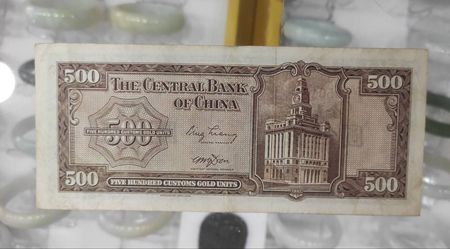 500
THE CENTRAL BANK
OF CHINA
500
FIVE HUNDRED CUSTOMS GOLD UNITS
500
500
FIVE HUNDRED CUSTOMS GOLD UNITS
500